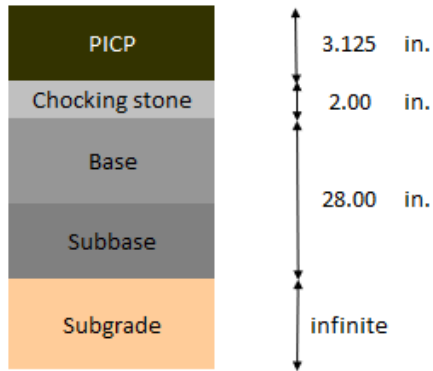 PICP 3.125 in.
Chocking stone 2.00 in.
Base
28.00 in.
Subbase
Subgrade infinite